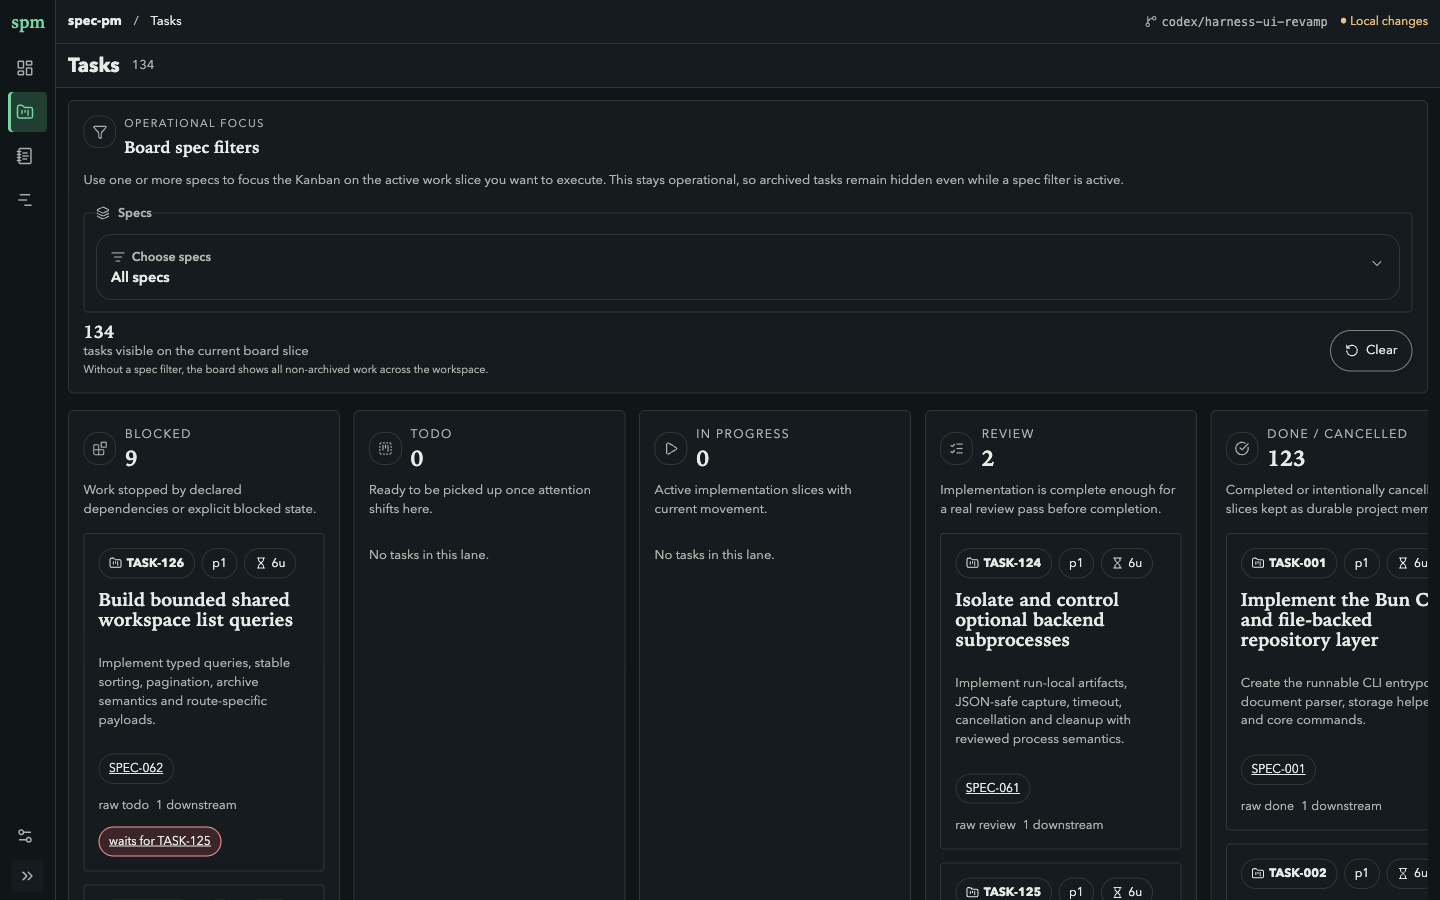 spm
spec-pm / Tasks
codex/harness-ui-revamp
Local changes
Tasks 134
OPERATIONAL FOCUS
Board spec filters
Use one or more specs to focus the Kanban on the active work slice you want to execute. This stays operational, so archived tasks remain hidden even while a spec filter is active.
Specs
Choose specs
All specs
134
tasks visible on the current board slice
Without a spec filter, the board shows all non-archived work across the workspace.
Clear
BLOCKED
9
Work stopped by declared
dependencies or explicit blocked state.
TASK-126 p1 6u
Build bounded shared
workspace list queries
Implement typed queries, stable
sorting, pagination, archive
semantics and route-specific
payloads.
SPEC-062
raw todo 1 downstream
waits for TASK-125
TODO
0
Ready to be picked up once attention
shifts here.
No tasks in this lane.
IN PROGRESS
0
Active implementation slices with
current movement.
No tasks in this lane.
REVIEW
2
Implementation is complete enough for
a real review pass before completion.
TASK-124 p1 6u
Isolate and control
optional backend
subprocesses
Implement run-local artifacts,
JSON-safe capture, timeout,
cancellation and cleanup with
reviewed process semantics.
SPEC-061
raw review 1 downstream
TASK-125 p1 6u
DONE / CANCELLED
123
Completed or intentionally cancell
slices kept as durable project mem
TASK-001 p1 6u
Implement the Bun C
and file-backed
repository layer
Create the runnable CLI entrypo
document parser, storage helpe
and core commands.
SPEC-001
raw done 1 downstream
TASK-002 p1 6u